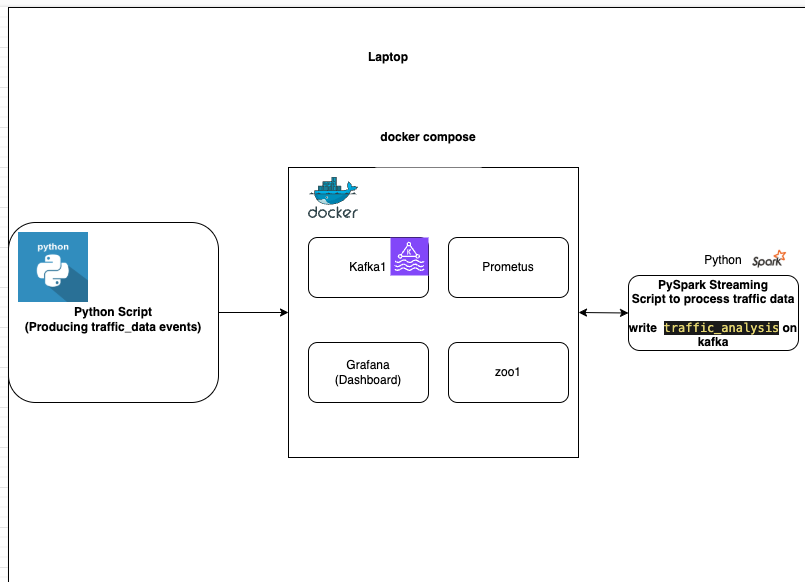 Laptop
docker compose
docker
Kafka1
Prometus
Grafana
(Dashboard)
zoo1
python
Python Script
(Producing traffic_data events)
Python
Spark
PySpark Streaming
Script to process traffic data
write traffic_analysis on
kafka